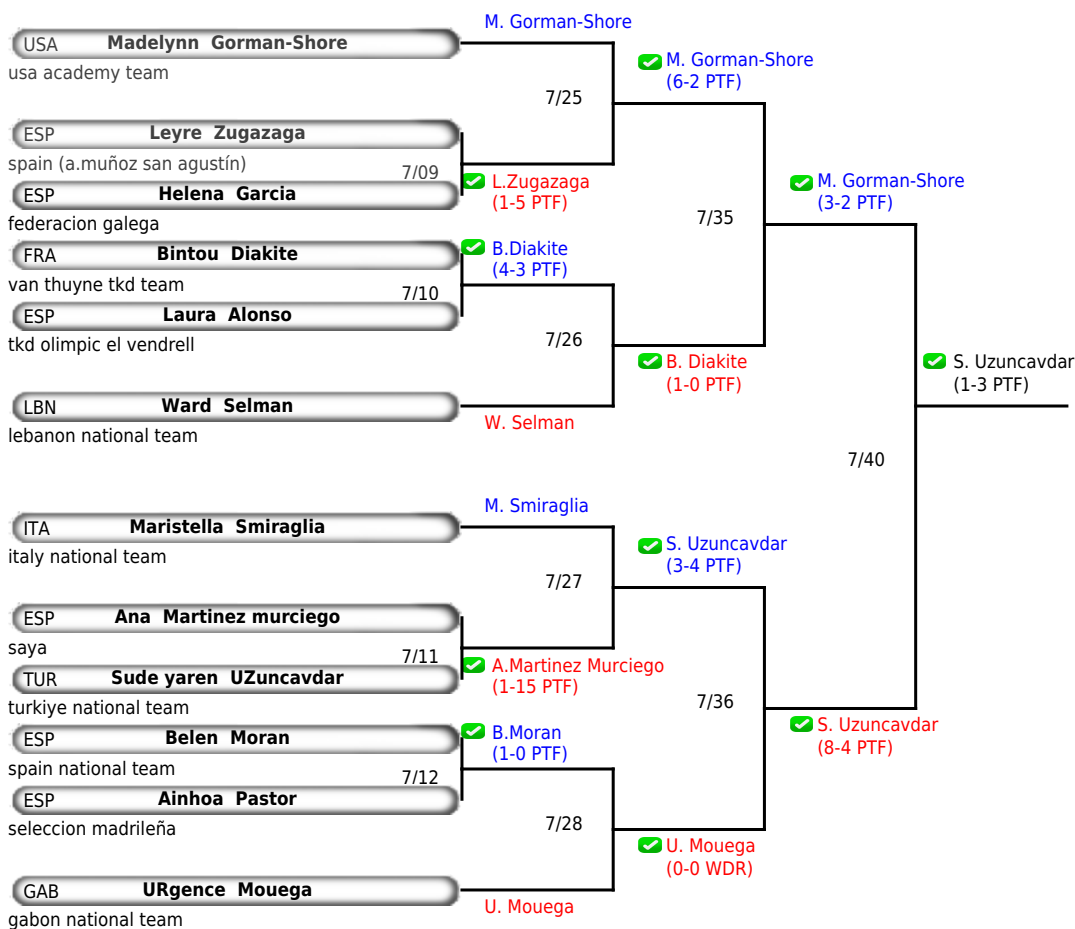 M. Gorman-Shore
USA Madelynn Gorman-Shore
usa academy team
M. Gorman-Shore
(6-2 PTF)
7/25
ESP Leyre Zugazaga
spain (a.muñoz san agustín)
7/09
L.Zugazaga
(1-5 PTF)
ESP Helena Garcia
federacion galega
M. Gorman-Shore
(3-2 PTF)
7/35
FRA Bintou Diakite
van thuyne tkd team
B.Diakite
(4-3 PTF)
7/10
ESP Laura Alonso
tkd olimpic el vendrell
7/26
B. Diakite
(1-0 PTF)
S. Uzuncavdar
(1-3 PTF)
LBN Ward Selman
lebanon national team
W. Selman
7/40
M. Smiraglia
ITA Maristella Smiraglia
italy national team
S. Uzuncavdar
(3-4 PTF)
7/27
ESP Ana Martinez murciego
saya
7/11
A.Martinez Murciego
(1-15 PTF)
TUR Sude yaren UZuncavdar
turkiye national team
7/36
S. Uzuncavdar
(8-4 PTF)
ESP Belen Moran
spain national team
B.Moran
(1-0 PTF)
7/12
ESP Ainhoa Pastor
seleccion madrileña
7/28
U. Mouega
(0-0 WDR)
GAB URgence Mouega
gabon national team
U. Mouega